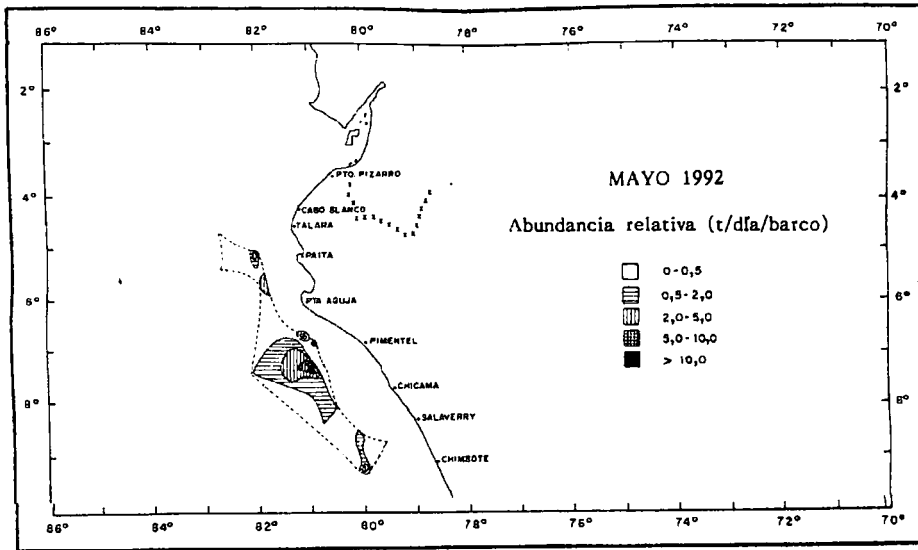 86° 84° 82° 80° 78° 76° 74° 72° 70°
2° 2°
PTO. PIZARRO
MAYO 1992
4° CABO BLANCO 4°
TALARA
Abundancia relativa (t/día/barco)
PAITA
0-0,5
6° PTA AGUJA 0,5-2,0 6°
2,0-5,0
PIMENTEL
5,0-10,0
> 10,0
CHICAMA
8° SALAVERRY 8°
CHIMBOTE
86° 84° 82° 80° 78° 76° 74° 72° 70°